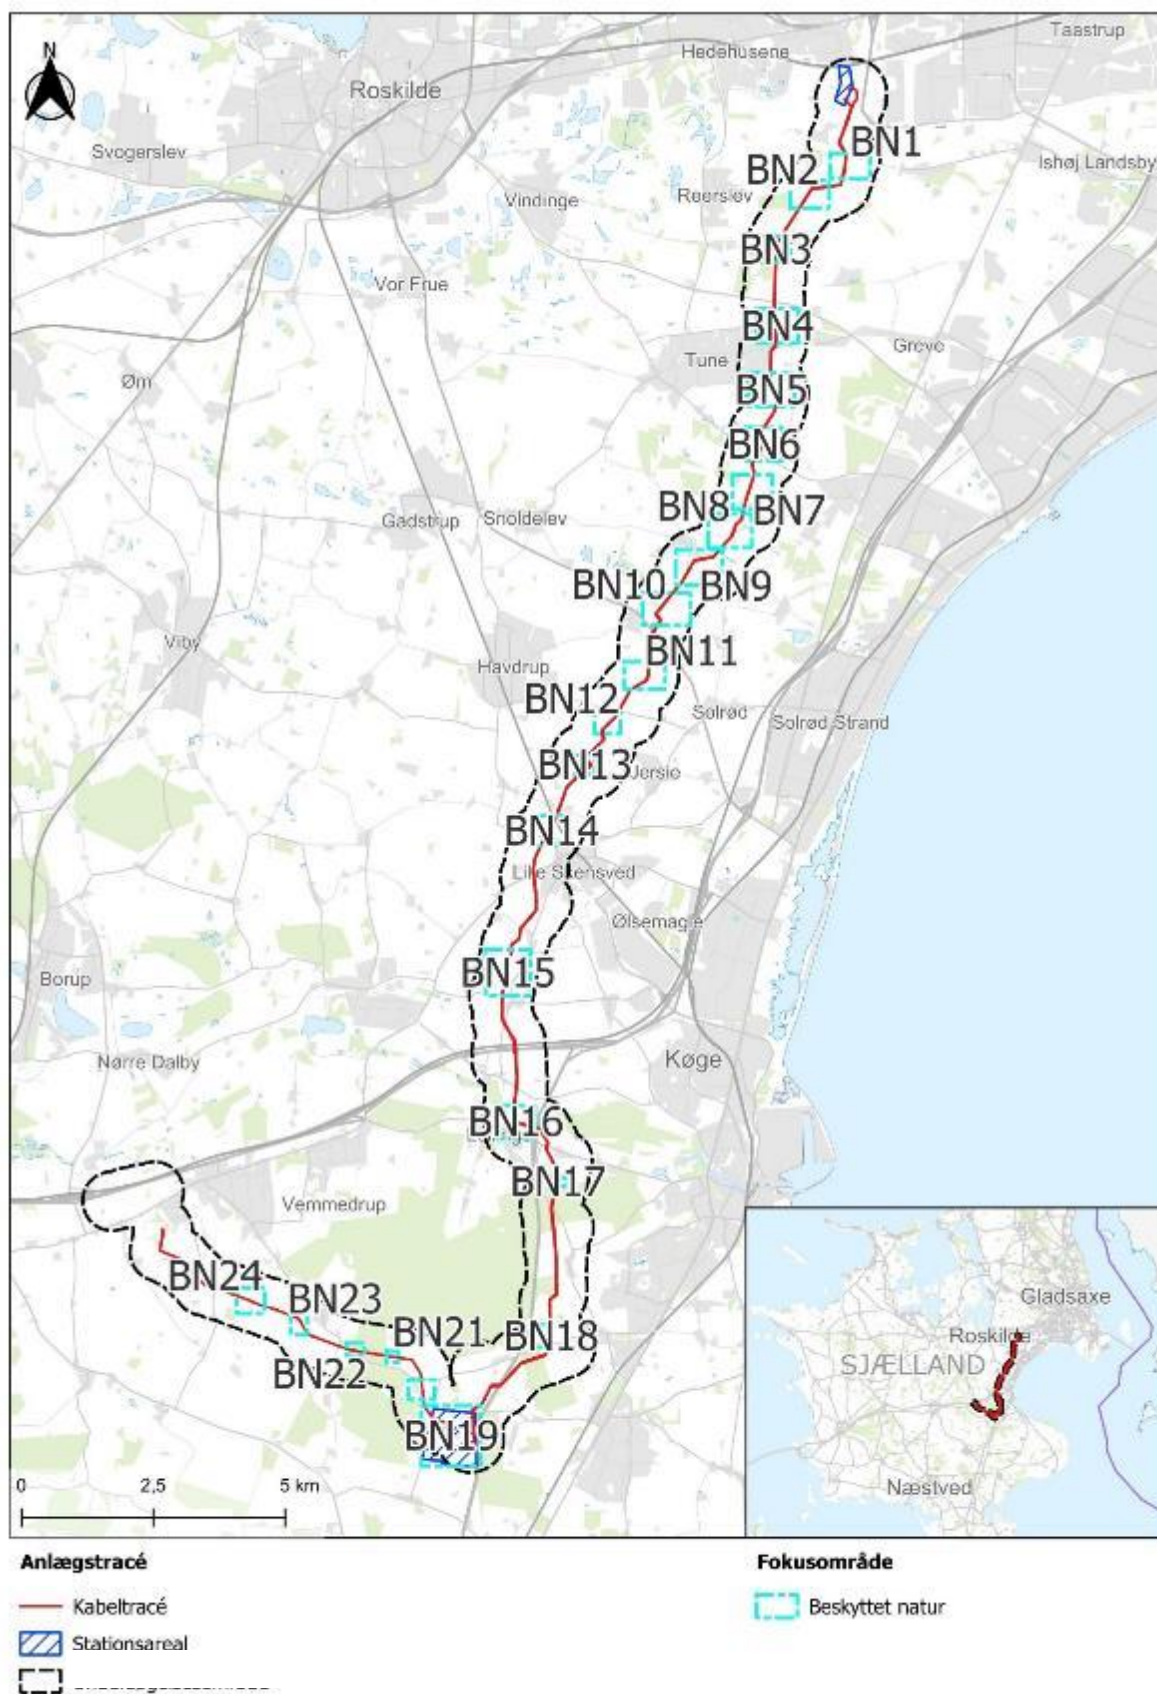 N
Taastrup
Hedehusene
Roskilde
Svogerslev
BN1
Ishøj Landsby
BN2
Reerslev
Vindinge
BN3
Vor Frue
BN4
Greve
Tune
Øm
BN5
BN6
BN8
BN7
Gadstrup
Snoldelev
BN10
BN9
Viby
BN11
Havdrup
BN12
Solrød
Solrød Strand
BN13
Jersie
BN14
Lille Skensved
Ølsemagle
BN15
Borup
Nørre Dalby
Køge
BN16
BN17
Vemmedrup
BN24
BN23
BN21
BN18
BN22
BN19
0 2,5 5 km
Gladsaxe
Roskilde
SJÆLLAND
Næstved
Anlægstracé
Kabeltracé
Stationsareal
Fokusområde
Beskyttet natur